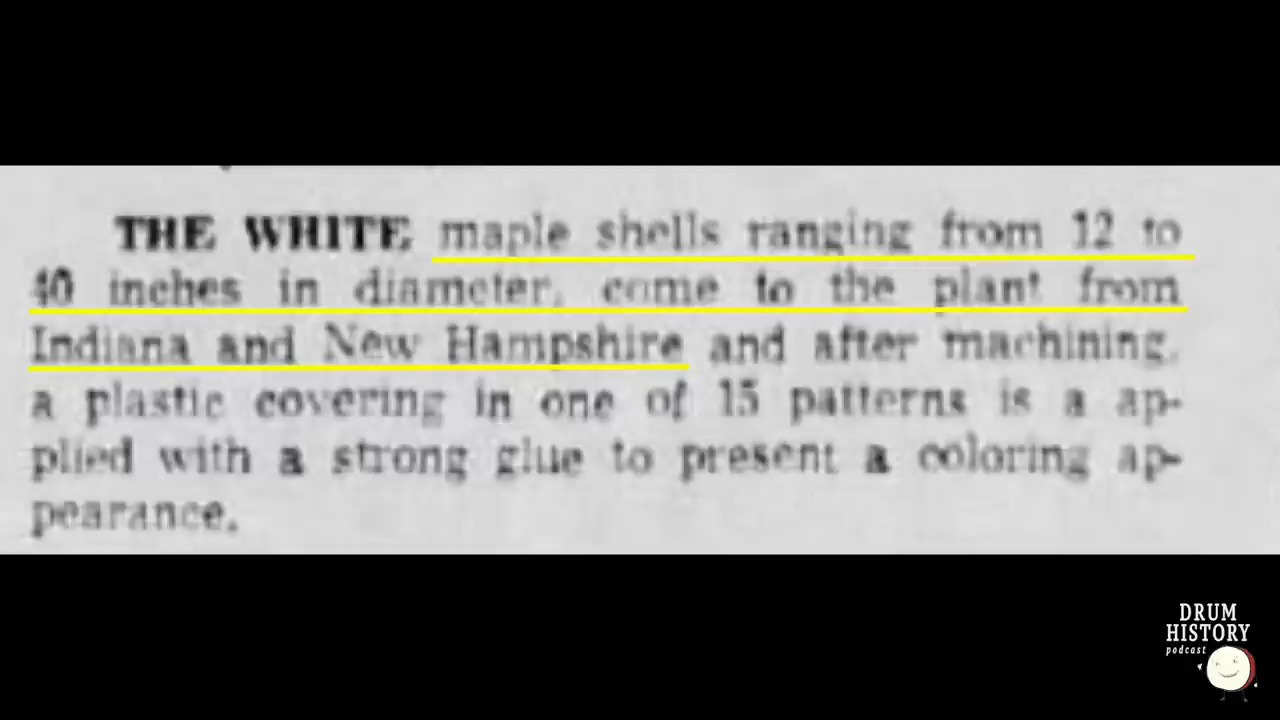 THE WHITE maple shells ranging from 12 to
40 inches in diameter, come to the plant from
Indiana and New Hampshire and after machining,
a plastic covering in one of 15 patterns is a ap-
plied with a strong glue to present a coloring ap-
pearance.
DRUM
HISTORY
podcast